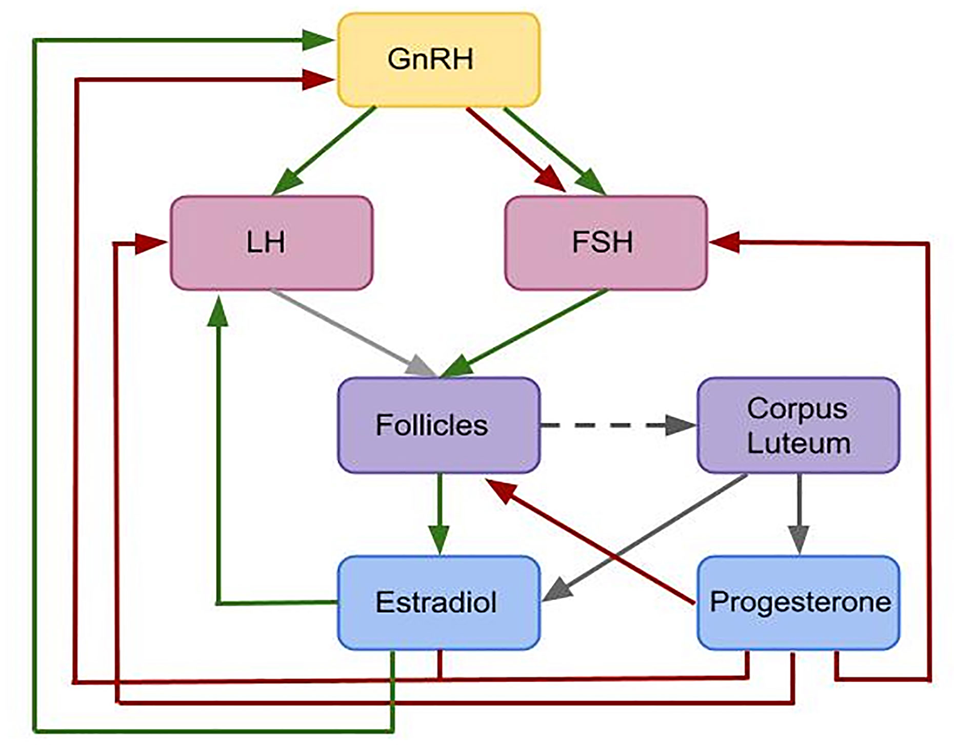 GnRH
LH
FSH
Follicles
Corpus
Luteum
Estradiol
Progesterone